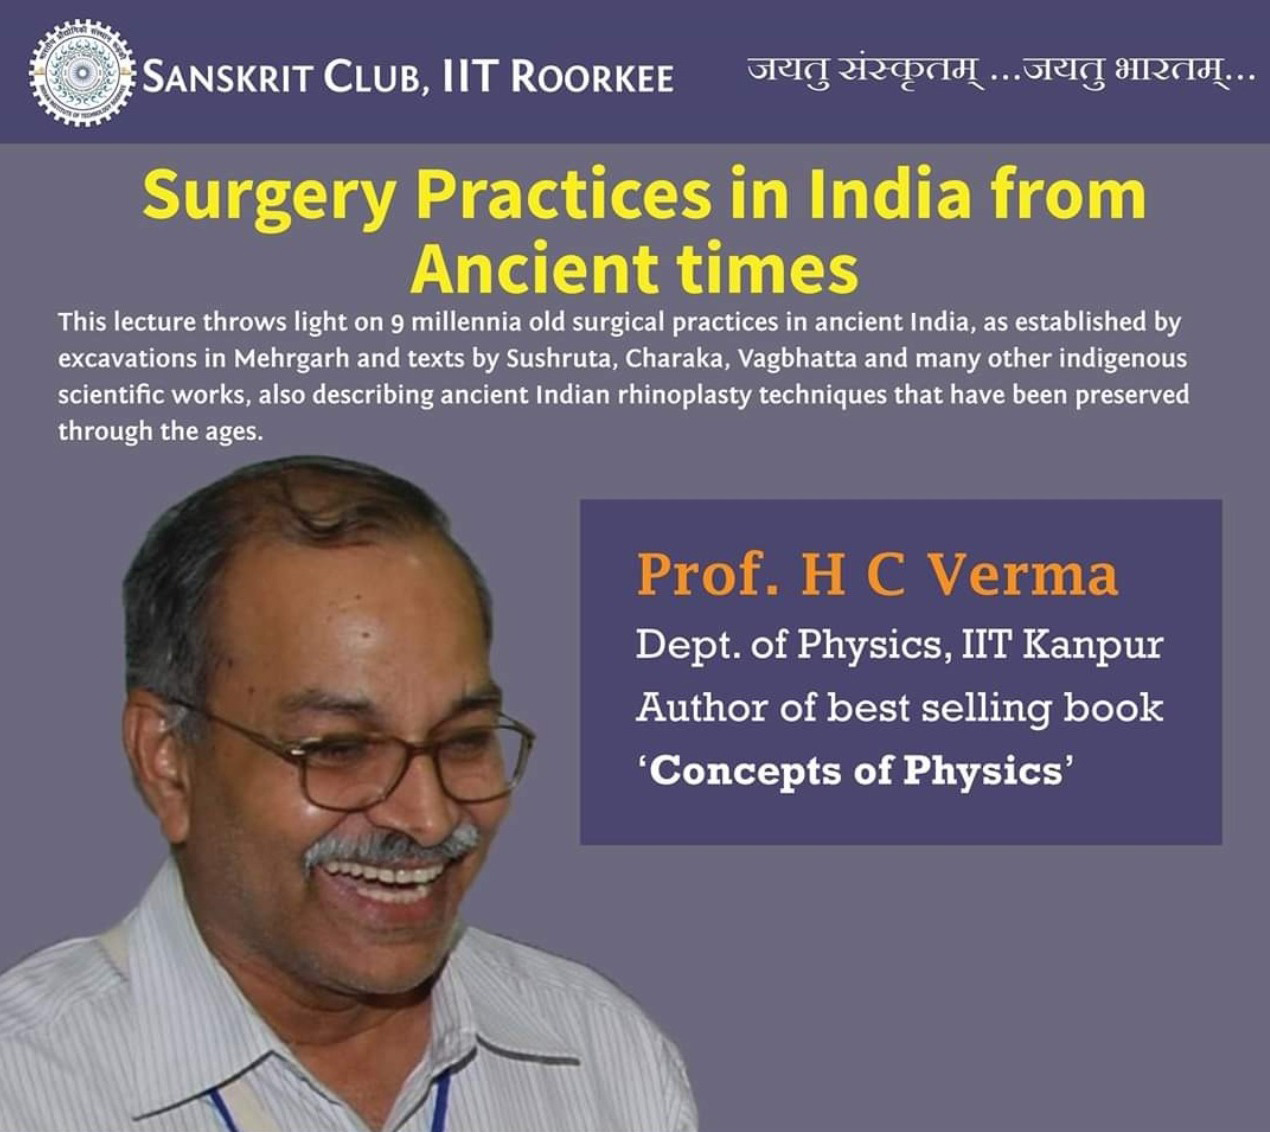 SANSKRIT CLUB, IIT ROORKEE
जयतु संस्कृतम् ...जयतु भारतम्...
Surgery Practices in India from
Ancient times
This lecture throws light on 9 millennia old surgical practices in ancient India, as established by
excavations in Mehrgarh and texts by Sushruta, Charaka, Vagbhatta and many other indigenous
scientific works, also describing ancient Indian rhinoplasty techniques that have been preserved
through the ages.
Prof. H C Verma
Dept. of Physics, IIT Kanpur
Author of best selling book
‘Concepts of Physics’